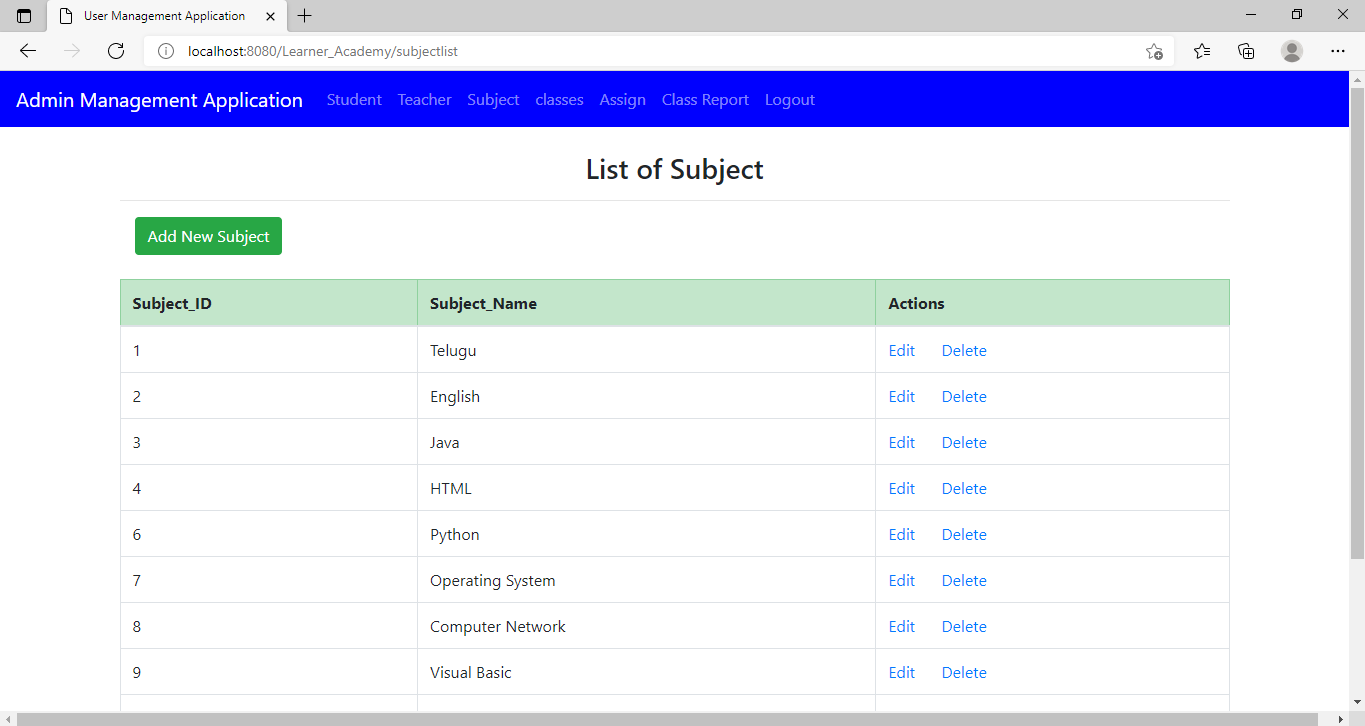 User Management Application
localhost:8080/Learner_Academy/subjectlist
Admin Management Application Student Teacher Subject classes Assign Class Report Logout
List of Subject
Add New Subject
Subject_ID Subject_Name Actions
1 Telugu Edit Delete
2 English Edit Delete
3 Java Edit Delete
4 HTML Edit Delete
6 Python Edit Delete
7 Operating System Edit Delete
8 Computer Network Edit Delete
9 Visual Basic Edit Delete